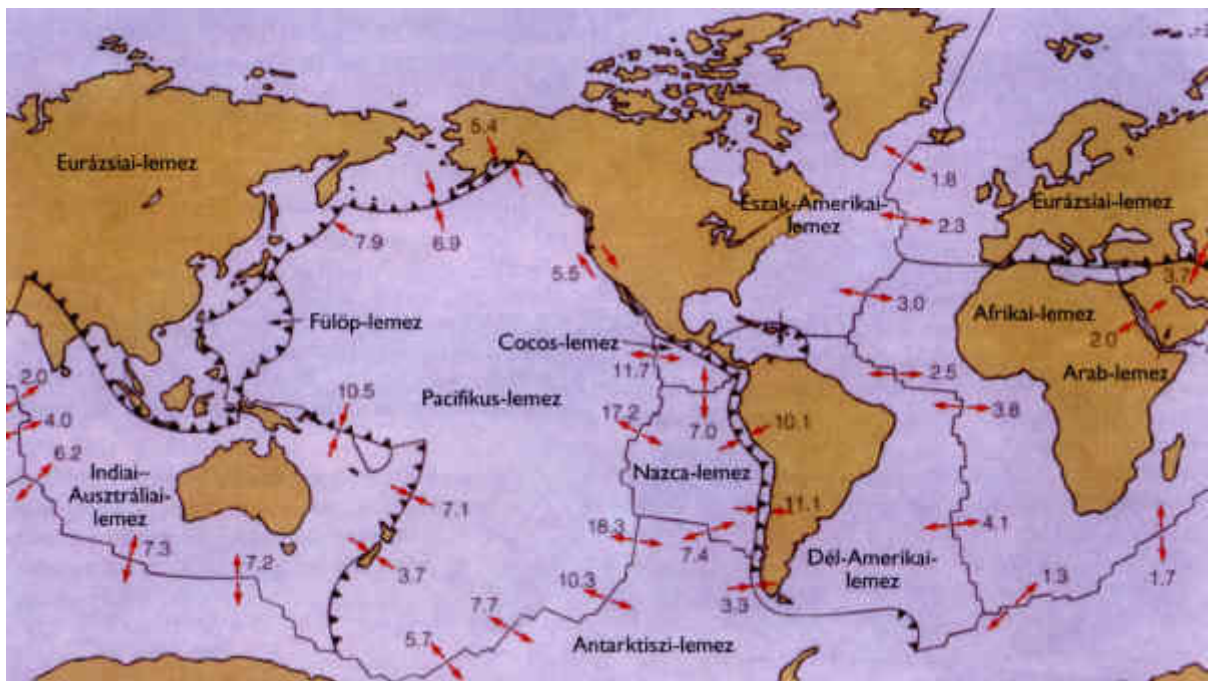 5.4
Eurázsiai-lemez
1.8
Észak-Amerikai-
lemez
Eurázsiai-lemez
2.3
7.9
6.9
5.5
3.7
3.0
Afrikai-lemez
Fülöp-lemez
2.0
Cocos-lemez
11.7
2.5
Arab-lemez
2.0
10.5
Pacifikus-lemez
3.8
4.0
17.2
7.0
10.1
6.2
Indiai-
Ausztráliai-
lemez
Nazca-lemez
7.1
11.1
18.3
7.4
4.1
7.3
7.2
Dél-Amerikai-
lemez
3.7
10.3
3.3
1.3
1.7
7.7
5.7
Antarktiszi-lemez